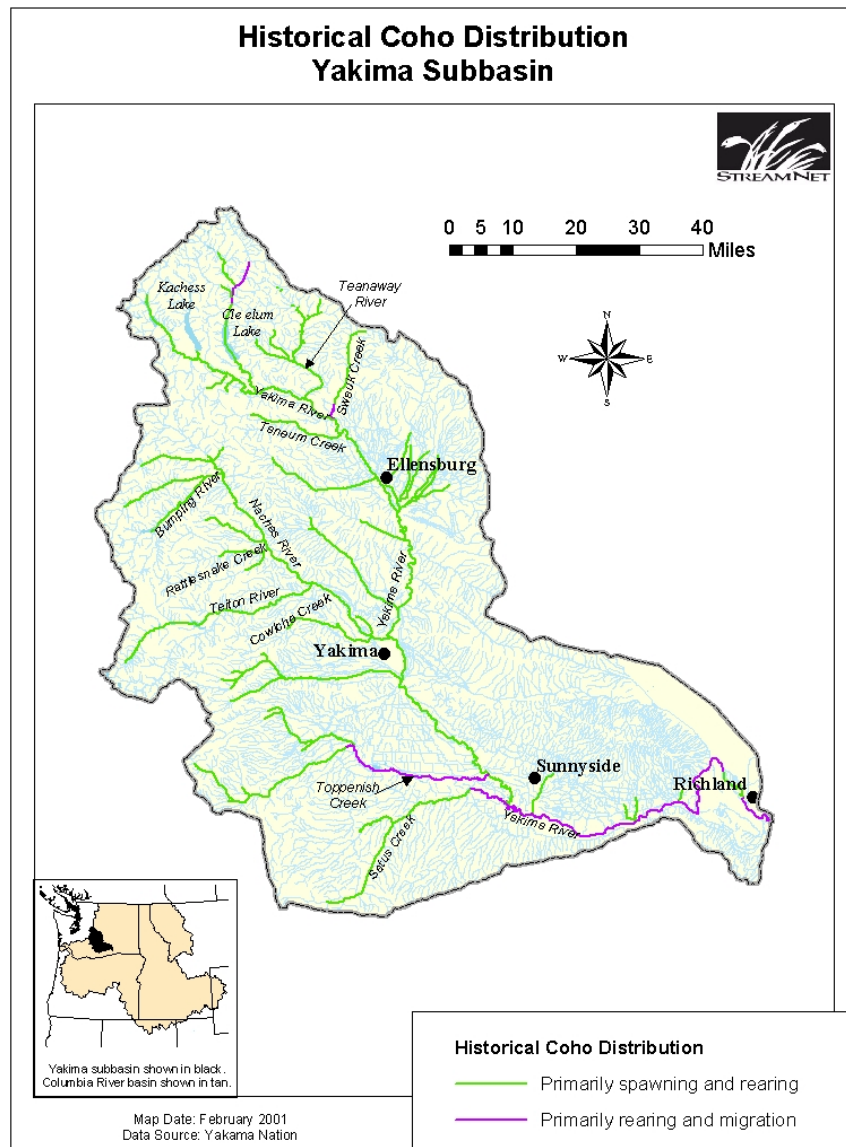 Historical Coho Distribution
Yakima Subbasin
STREAMNET
0 5 10 20 30 40
Miles
N
W E
S
Teanaway
River
Kachess
Lake
Cle elum
Lake
Swauk Creek
Yakima River
Teneum Creek
Ellensburg
Bumping River
Naches River
Rattlesnake Creek
Yakima River
Teiton River
Cowiche Creek
Yakima
Sunnyside
Richland
Toppenish
Creek
Yakima River
Satus Creek
Yakima subbasin shown in black.
Columbia River basin shown in tan.
Map Date: February 2001
Data Source: Yakama Nation
Historical Coho Distribution
Primarily spawning and rearing
Primarily rearing and migration